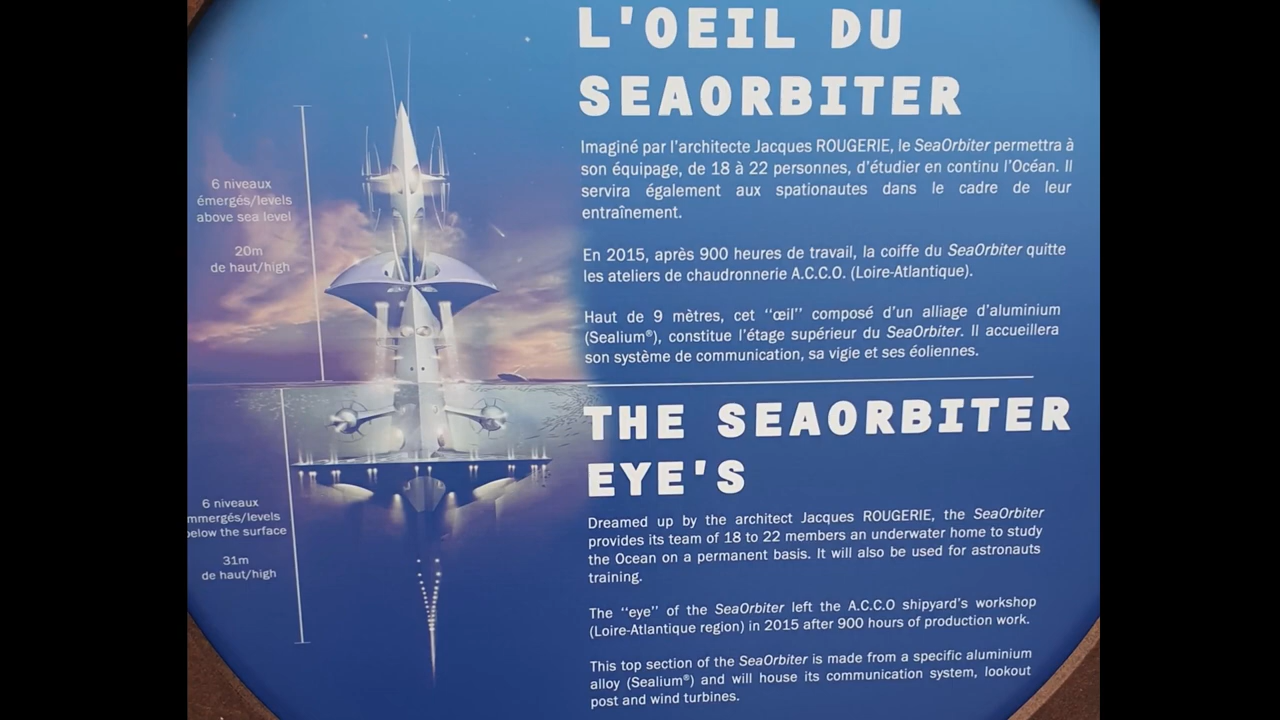 L'OEIL DU
SEAORBITER
Imaginé par l'architecte Jacques ROUGERIE, le SeaOrbiter permettra à
son équipage, de 18 à 22 personnes, d'étudier en continu l'Océan. Il
servira également aux spationautes dans le cadre de leur
entraînement.
En 2015, après 900 heures de travail, la coiffe du SeaOrbiter quitte
les ateliers de chaudronnerie A.C.C.O. (Loire-Atlantique).
Haut de 9 mètres, cet "œil" composé d'un alliage d'aluminium
(Sealium®), constitue l'étage supérieur du SeaOrbiter. Il accueillera
son système de communication, sa vigie et ses éoliennes.
THE SEAORBITER
EYE'S
Dreamed up by the architect Jacques ROUGERIE, the SeaOrbiter
provides its team of 18 to 22 members an underwater home to study
the Ocean on a permanent basis. It will also be used for astronauts
training.
The "eye" of the SeaOrbiter left the A.C.C.O shipyard's workshop
(Loire-Atlantique region) in 2015 after 900 hours of production work.
This top section of the SeaOrbiter is made from a specific aluminium
alloy (Sealium®) and will house its communication system, lookout
post and wind turbines.
6 niveaux
émergés/levels
above sea level
20m
de haut/high
6 niveaux
mmergés/levels
below the surface
31m
de haut/high